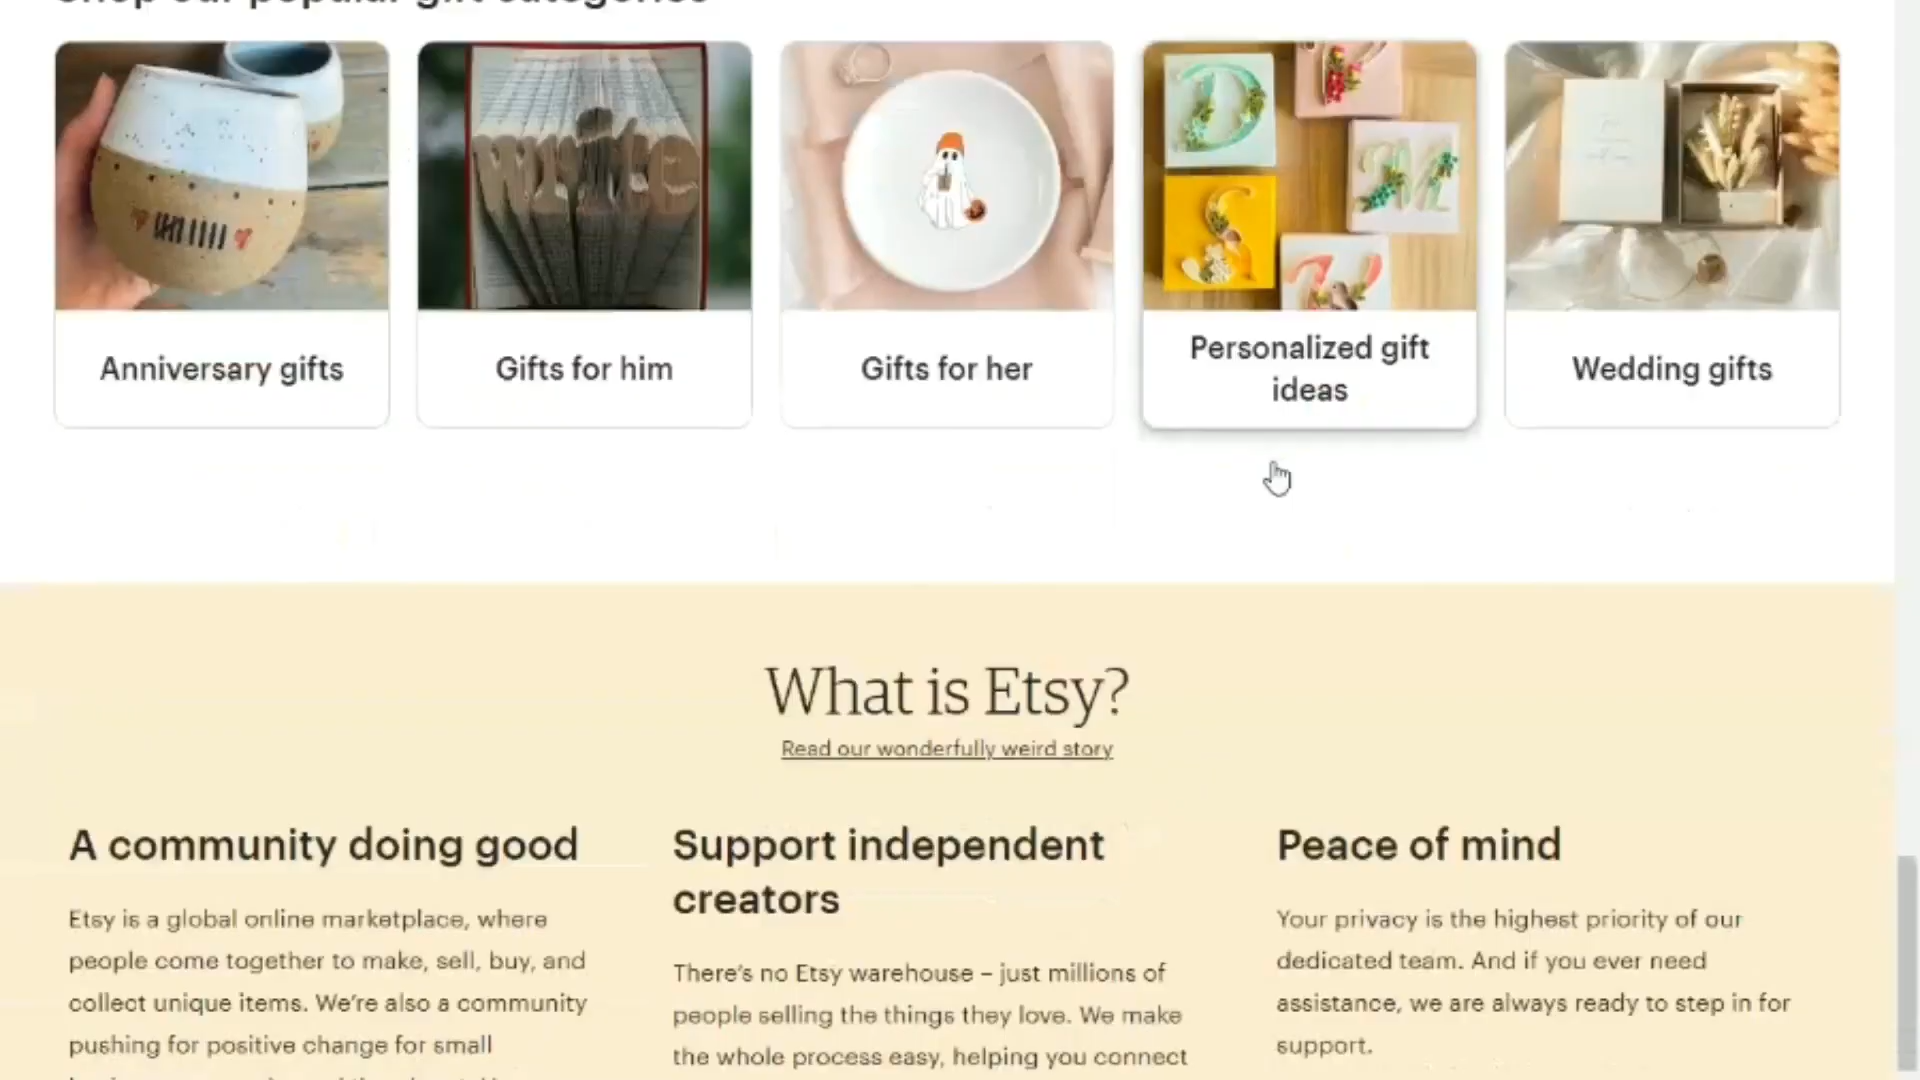 Shop our popular gift categories
Anniversary gifts
Gifts for him
Gifts for her
Personalized gift
ideas
Wedding gifts
What is Etsy?
Read our wonderfully weird story
A community doing good
Etsy is a global online marketplace, where
people come together to make, sell, buy, and
collect unique items. We're also a community
pushing for positive change for small
Support independent
creators
There's no Etsy warehouse – just millions of
people selling the things they love. We make
the whole process easy, helping you connect
Peace of mind
Your privacy is the highest priority of our
dedicated team. And if you ever need
assistance, we are always ready to step in for
support.